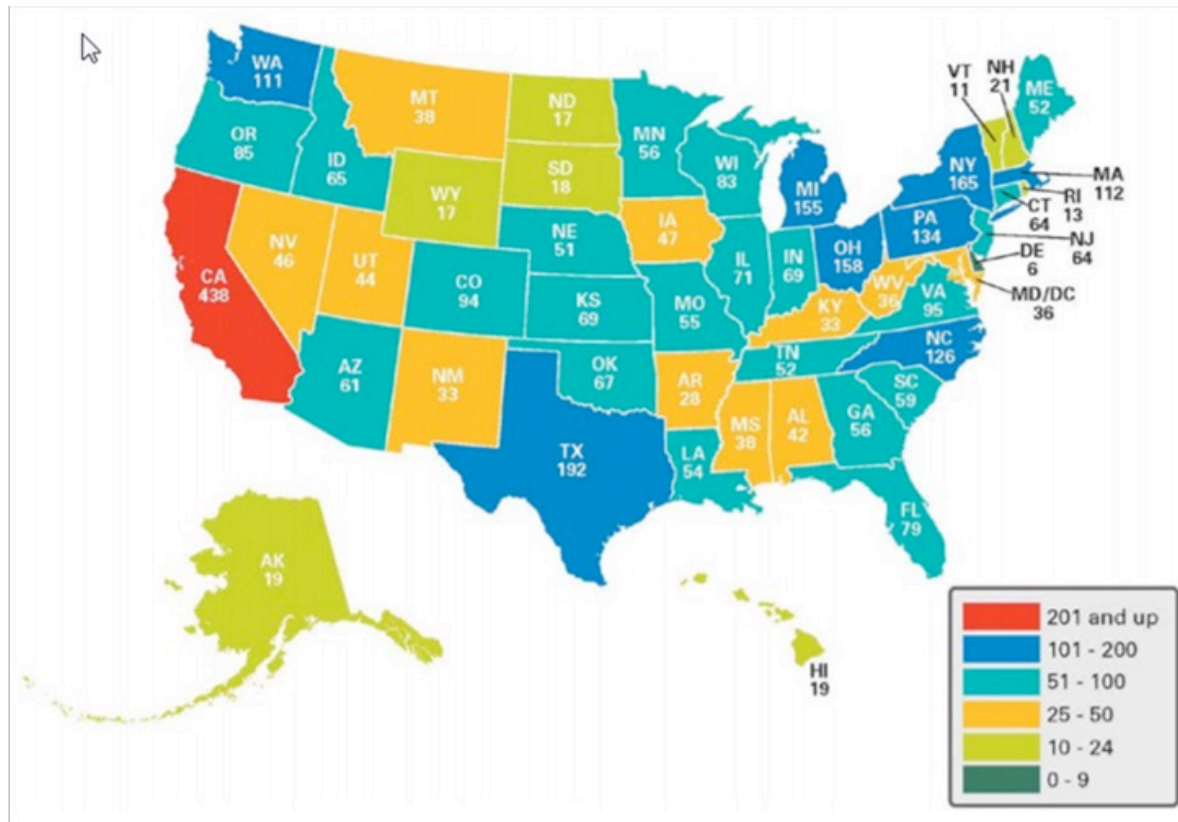 WA
111
OR
85
ID
65
MT
38
ND
17
SD
18
WY
17
MN
56
WI
83
MI
155
VT
11
NH
21
ME
52
NY
165
MA
112
RI
13
CT
64
NJ
64
DE
6
MD/DC
36
PA
134
OH
158
IN
69
IL
71
IA
47
NE
51
CA
438
NV
46
UT
44
CO
94
KS
69
MO
55
KY
33
WV
36
VA
95
NC
126
TN
52
SC
59
GA
56
AL
42
MS
38
AR
28
OK
67
AZ
61
NM
33
TX
192
LA
54
FL
79
AK
19
HI
19
201 and up
101 - 200
51 - 100
25 - 50
10 - 24
0 - 9